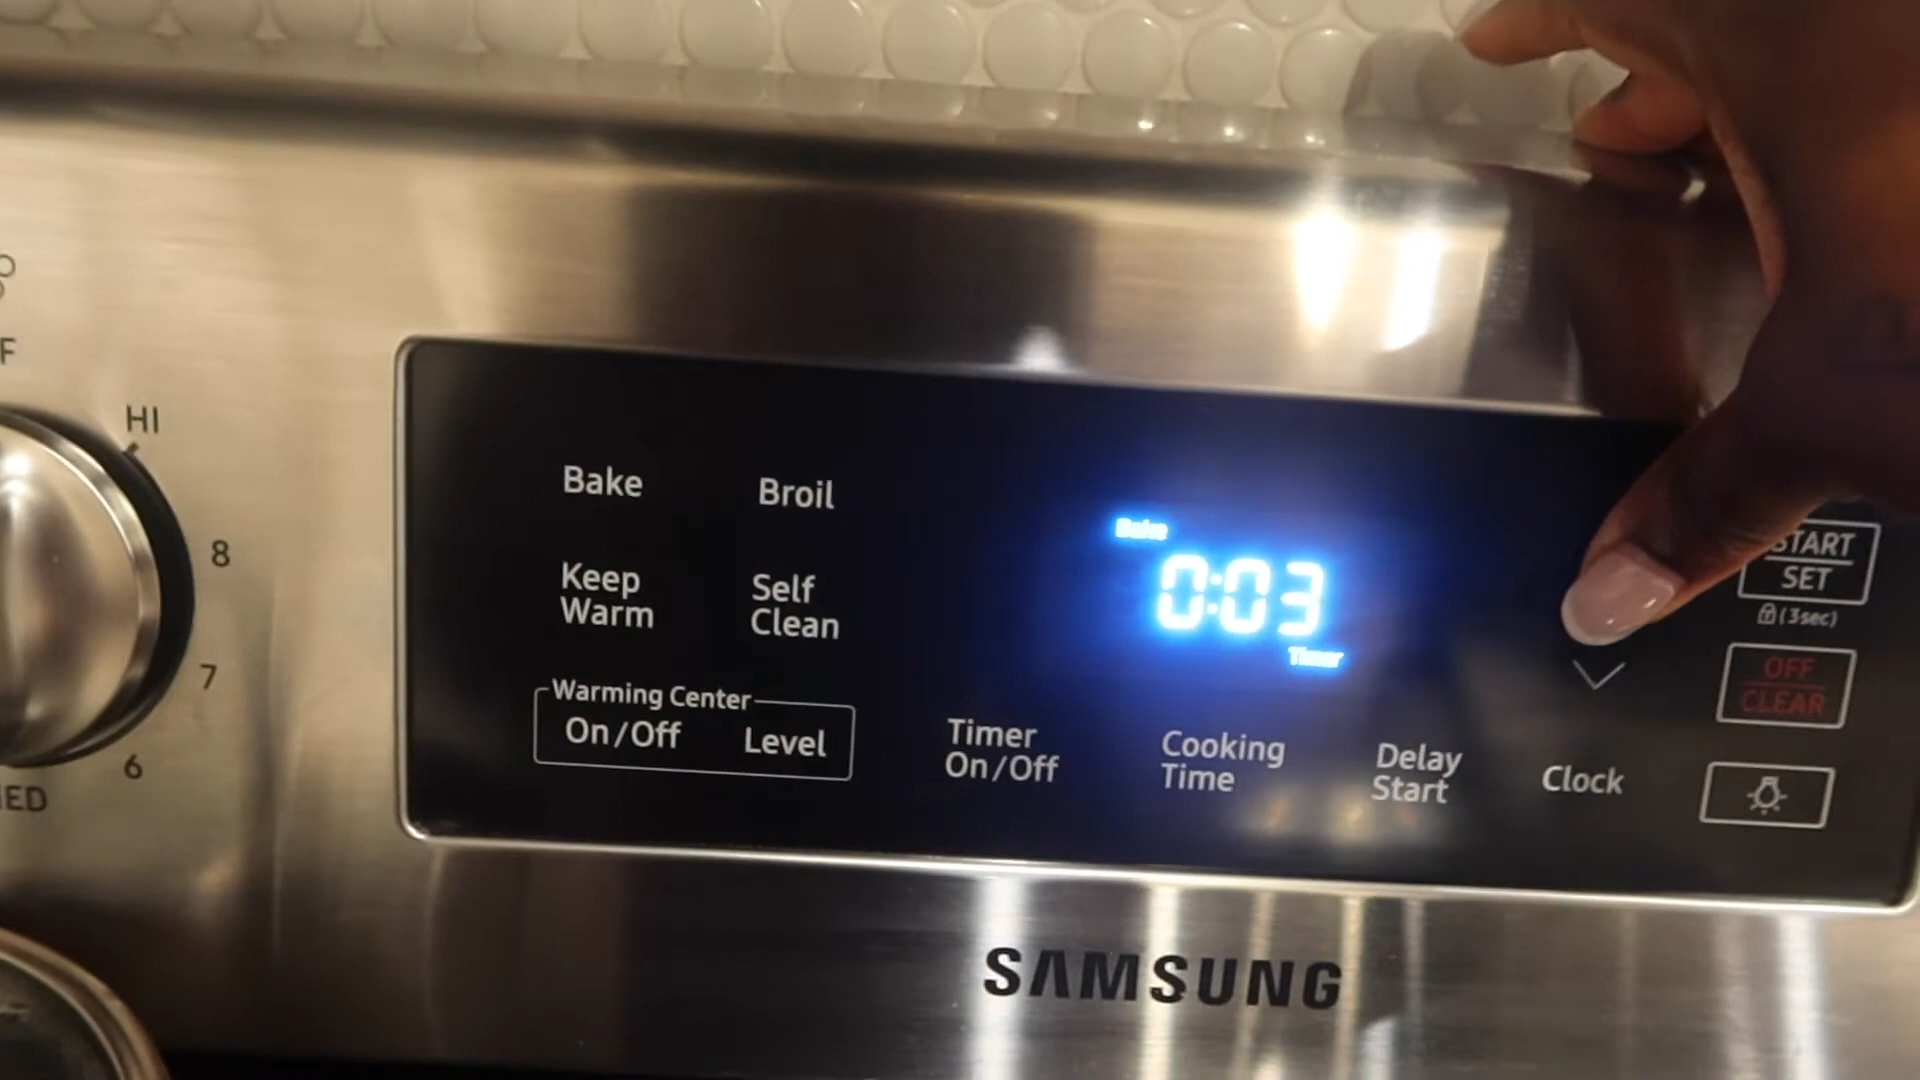 HI
8
7
6
Bake
Broil
Keep
Warm
Self
Clean
Warming Center
On/Off
Level
Bake
0:03
Timer
Timer
On/Off
Cooking
Time
Delay
Start
Clock
START
SET
(3sec)
OFF
CLEAR
SAMSUNG